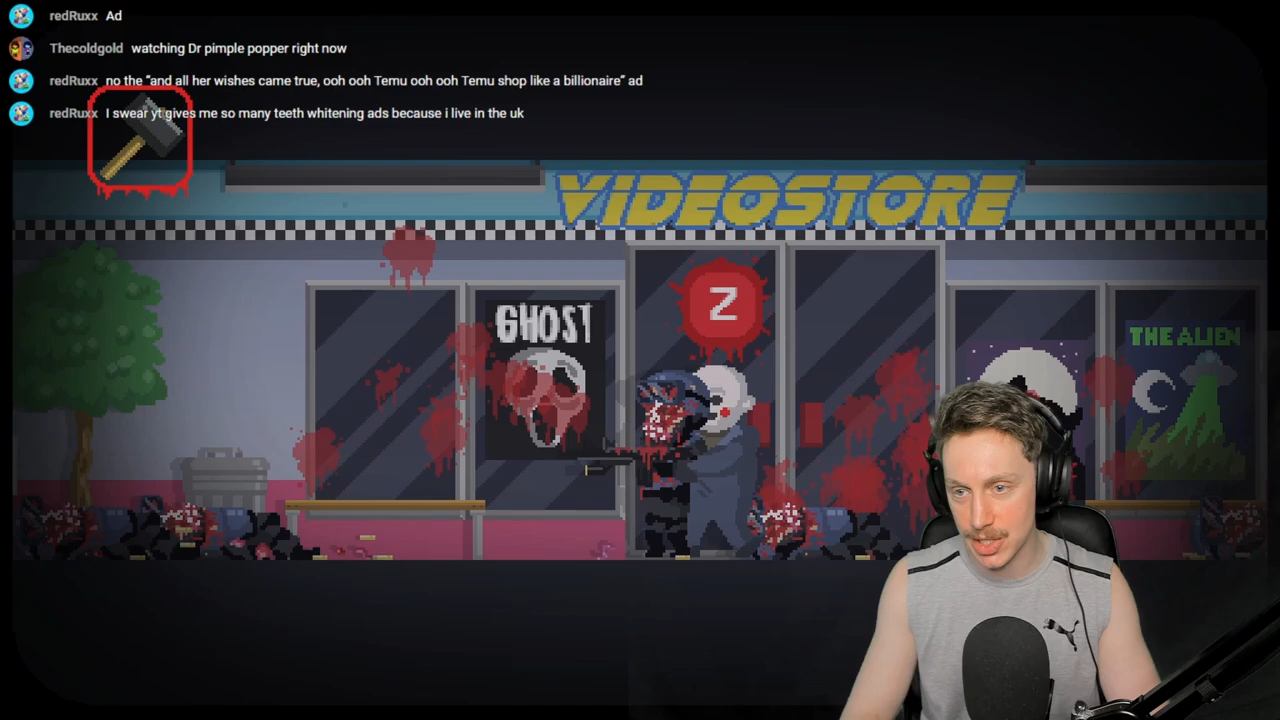 redRuxx Ad
Thecoldgold watching Dr pimple popper right now
redRuxx no the “and all her wishes came true, ooh ooh Temu ooh ooh Temu shop like a billionaire” ad
redRuxx I swear yt gives me so many teeth whitening ads because i live in the uk
VIDEOSTORE
Z
GHOST
THE ALIEN